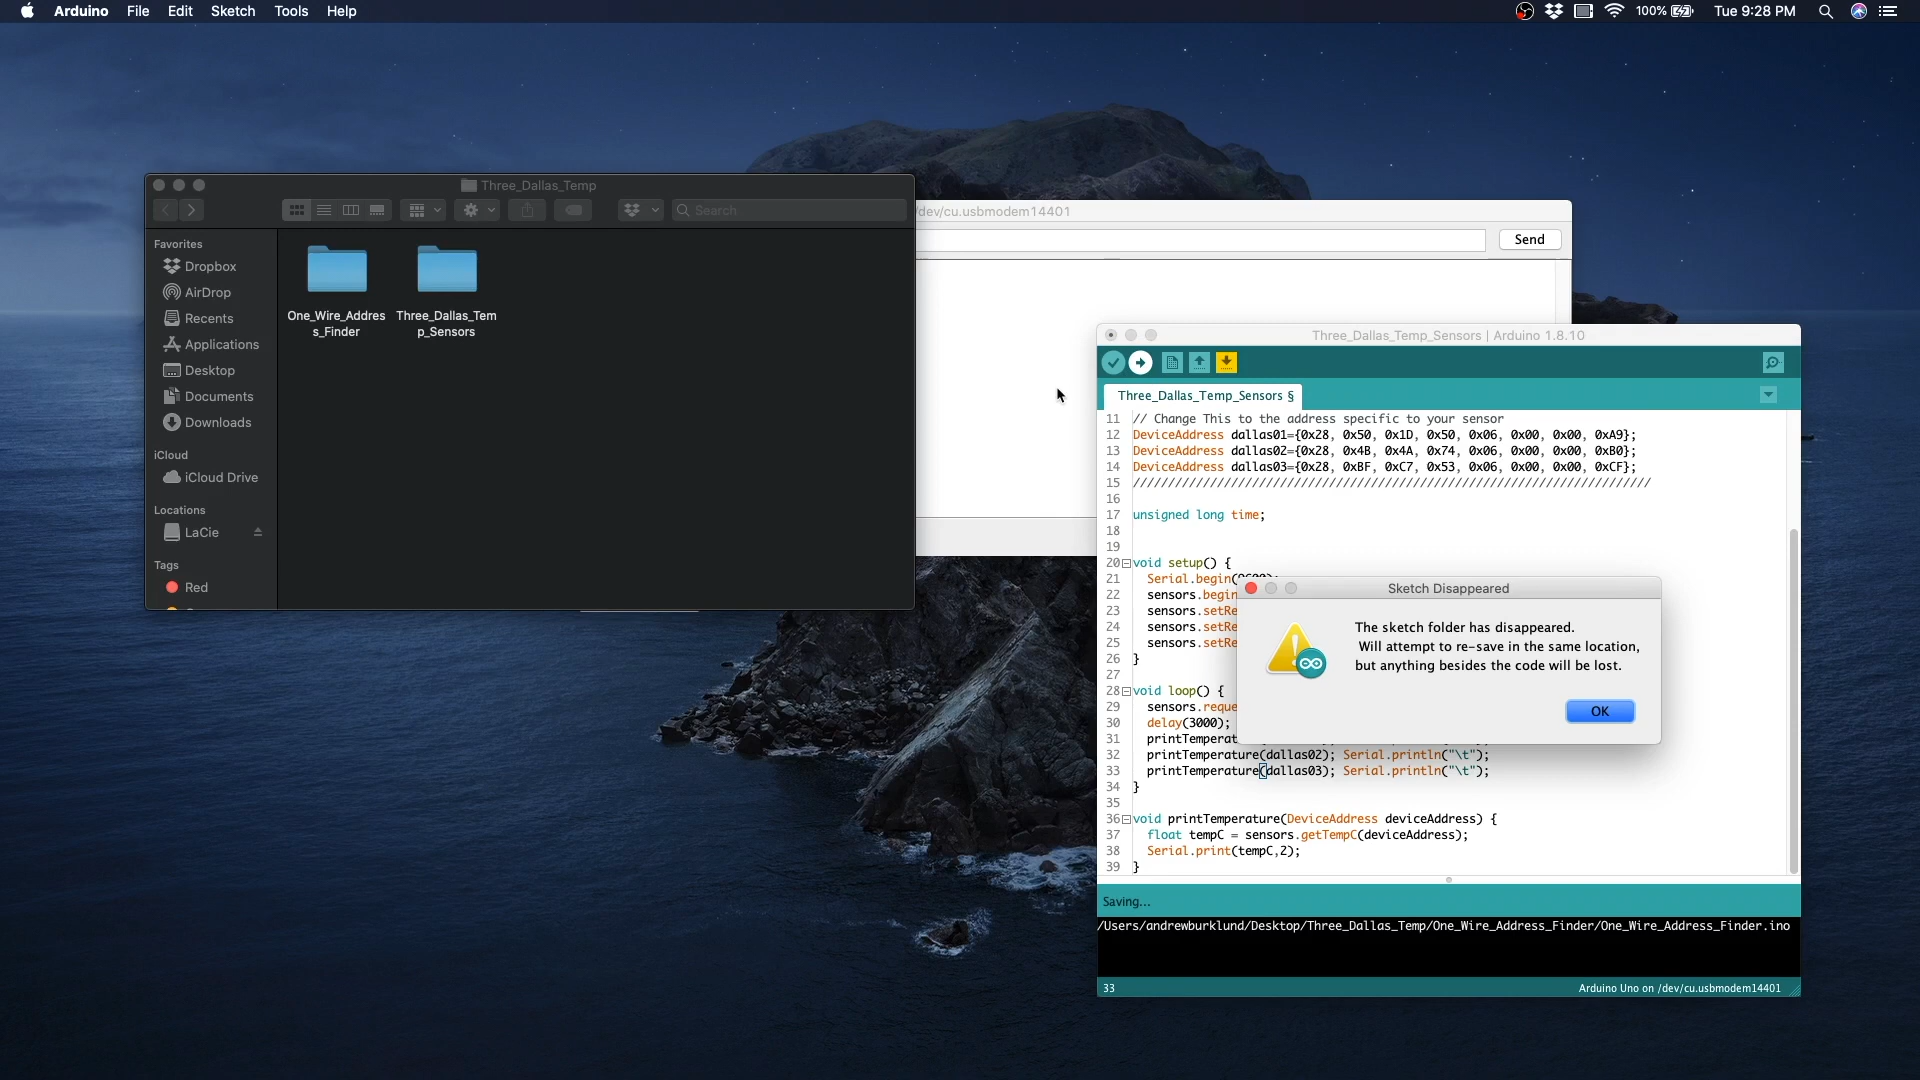 Arduino File Edit Sketch Tools Help
100% Tue 9:28 PM
Three_Dallas_Temp
Search
Favorites
Dropbox
AirDrop
Recents
Applications
Desktop
Documents
Downloads
iCloud
iCloud Drive
Locations
LaCie
Tags
Red
One_Wire_Addres
s_Finder
Three_Dallas_Tem
p_Sensors
dev/cu.usbmodem14401
Send
Three_Dallas_Temp_Sensors | Arduino 1.8.10
Three_Dallas_Temp_Sensors §
11 // Change This to the address specific to your sensor
12 DeviceAddress dallas01={0x28, 0x50, 0x1D, 0x50, 0x06, 0x00, 0x00, 0xA9};
13 DeviceAddress dallas02={0x28, 0x4B, 0x4A, 0x74, 0x06, 0x00, 0x00, 0xB0};
14 DeviceAddress dallas03={0x28, 0xBF, 0xC7, 0x53, 0x06, 0x00, 0x00, 0xCF};
15 //////////////////////////////////////////////////////////////////////////
16
17 unsigned long time;
18
19
20 void setup() {
21 Serial.begin(9600);
22 sensors.begin
23 sensors.setRe
24 sensors.setRe
25 sensors.setRe
26 }
27
28 void loop() {
29 sensors.reque
30 delay(3000);
31 printTemperat
32 printTemperature(dallas02); Serial.println("\t");
33 printTemperature(dallas03); Serial.println("\t");
34 }
35
36 void printTemperature(DeviceAddress deviceAddress) {
37 float tempC = sensors.getTempC(deviceAddress);
38 Serial.print(tempC,2);
39 }
Sketch Disappeared
The sketch folder has disappeared.
Will attempt to re-save in the same location,
but anything besides the code will be lost.
OK
Saving...
/Users/andrewburklund/Desktop/Three_Dallas_Temp/One_Wire_Address_Finder/One_Wire_Address_Finder.ino
33
Arduino Uno on /dev/cu.usbmodem14401